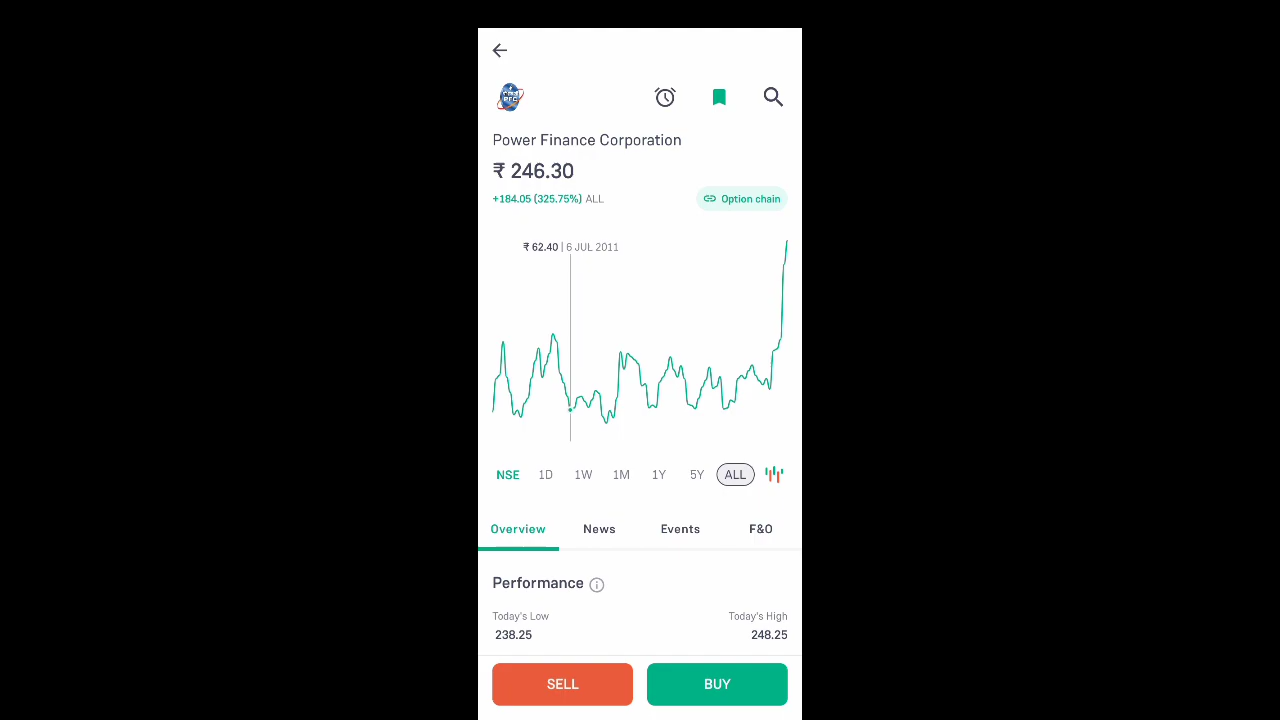 Power Finance Corporation
₹ 246.30
+184.05 (325.75%) ALL
Option chain
₹ 62.40 | 6 JUL 2011
NSE 1D 1W 1M 1Y 5Y ALL
Overview News Events F&O
Performance
Today's Low Today's High
238.25 248.25
SELL BUY